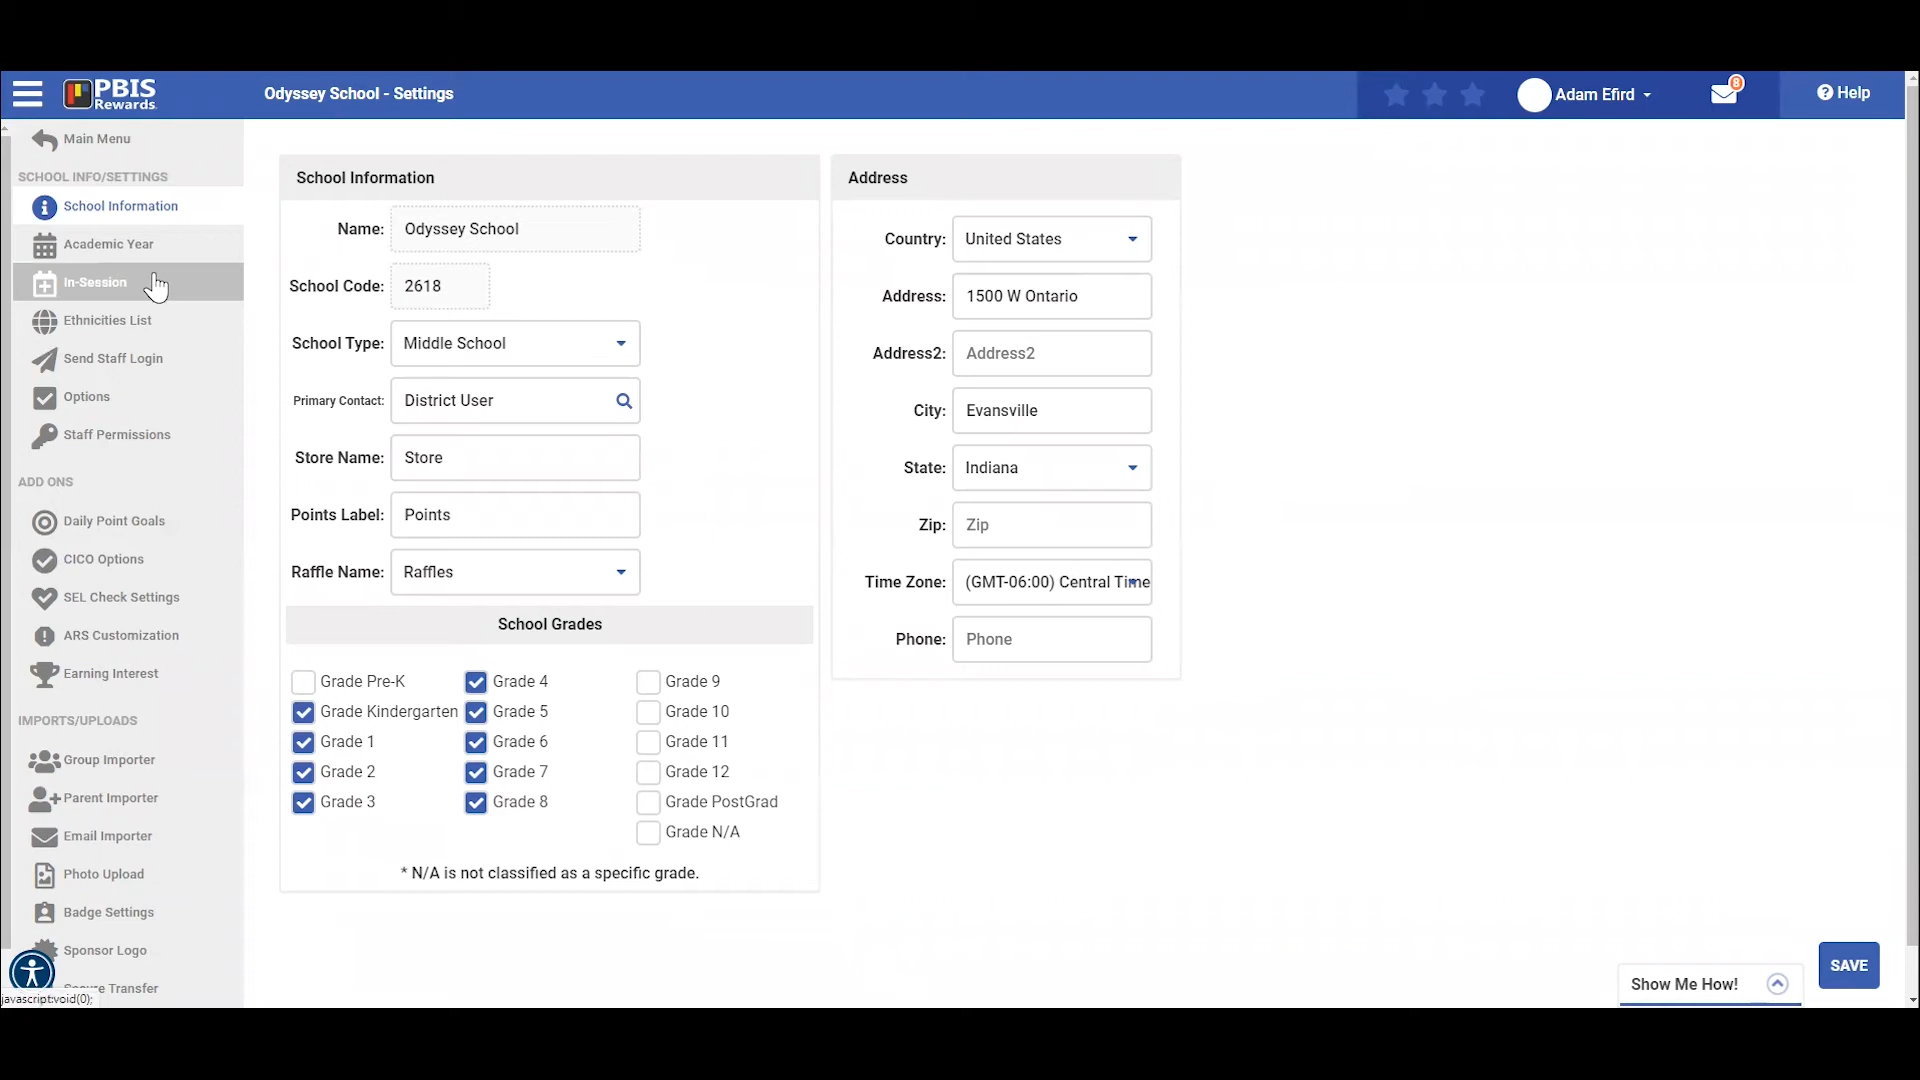 PBIS
Rewards
Odyssey School - Settings
Adam Efird
8
Help
Main Menu
SCHOOL INFO/SETTINGS
School Information
Academic Year
In-Session
Ethnicities List
Send Staff Login
Options
Staff Permissions
ADD ONS
Daily Point Goals
CICO Options
SEL Check Settings
ARS Customization
Earning Interest
IMPORTS/UPLOADS
Group Importer
Parent Importer
Email Importer
Photo Upload
Badge Settings
Sponsor Logo
Secure Transfer
javascript:void(0);
School Information
Name: Odyssey School
School Code: 2618
School Type: Middle School
Primary Contact: District User
Store Name: Store
Points Label: Points
Raffle Name: Raffles
School Grades
Grade Pre-K Grade 4 Grade 9
Grade Kindergarten Grade 5 Grade 10
Grade 1 Grade 6 Grade 11
Grade 2 Grade 7 Grade 12
Grade 3 Grade 8 Grade PostGrad
Grade N/A
* N/A is not classified as a specific grade.
Address
Country: United States
Address: 1500 W Ontario
Address2: Address2
City: Evansville
State: Indiana
Zip: Zip
Time Zone: (GMT-06:00) Central Time
Phone: Phone
Show Me How!
SAVE